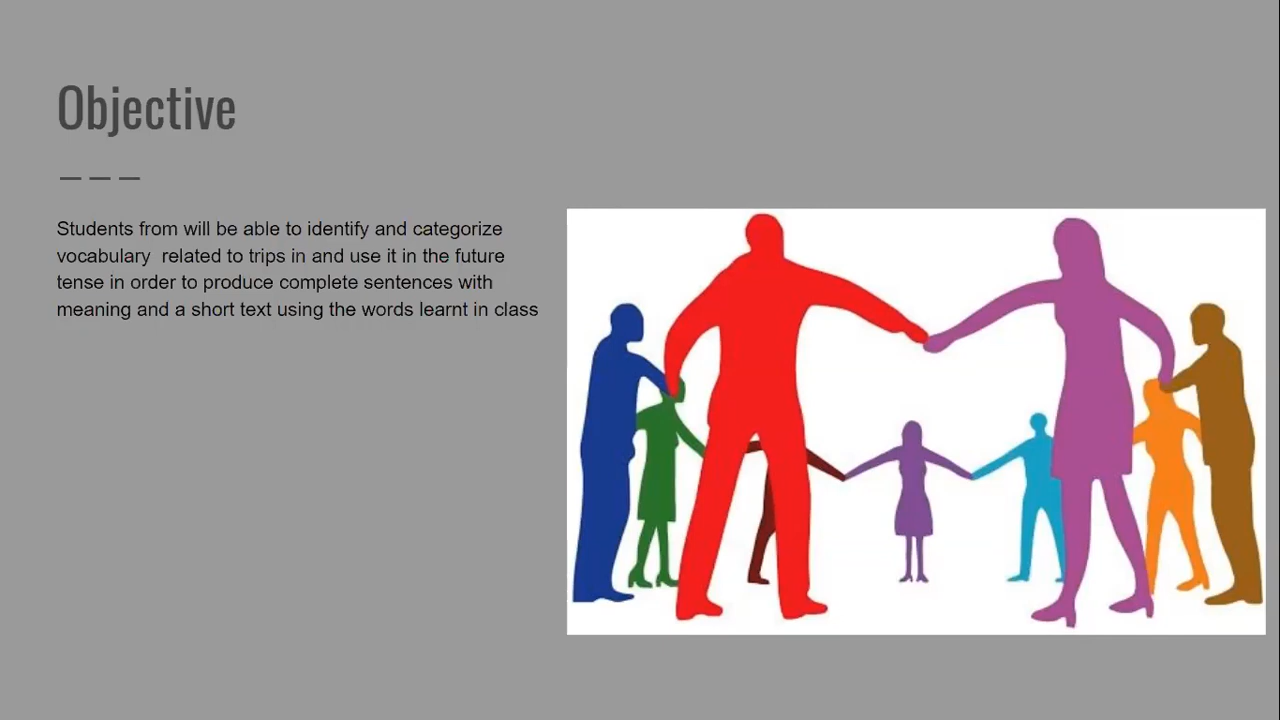 Objective
Students from will be able to identify and categorize
vocabulary  related to trips in and use it in the future
tense in order to produce complete sentences with
meaning and a short text using the words learnt in class